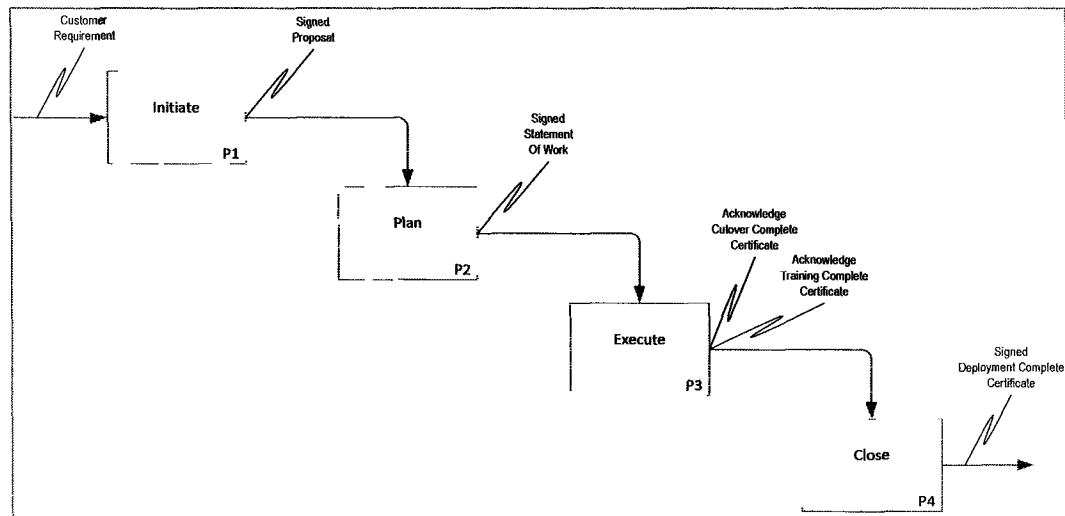 Customer
Requirement
Signed
Proposal
Initiate
P1
Signed
Statement
Of Work
Plan
P2
Acknowledge
Culover Complete
Certificate
Acknowledge
Training Complete
Certificate
Execute
P3
Signed
Deployment Complete
Certificate
Close
P4